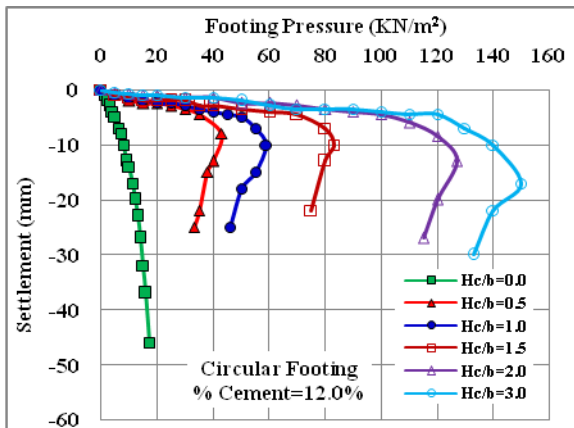 Footing Pressure (KN/m²)
0 20 40 60 80 100 120 140 160
Settlement (mm)
0
-10
-20
-30
-40
-50
-60
Hc/b=0.0
Hc/b=0.5
Hc/b=1.0
Hc/b=1.5
Hc/b=2.0
Hc/b=3.0
Circular Footing
% Cement=12.0%